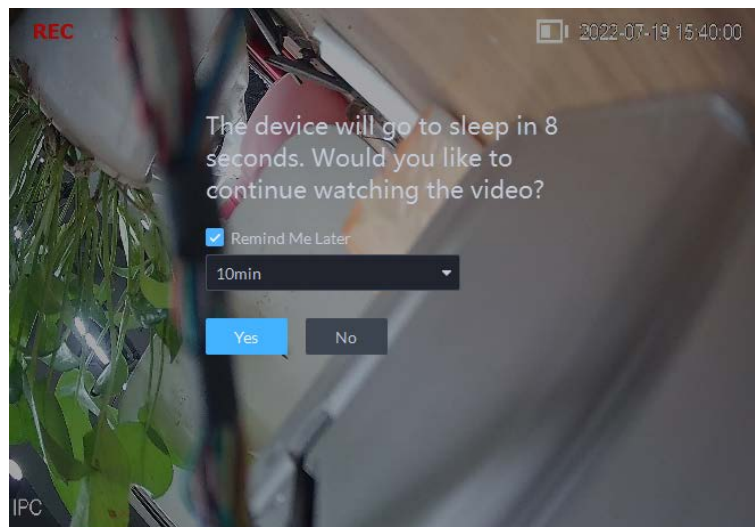 REC
2022-07-19 15:40:00
The device will go to sleep in 8
seconds. Would you like to
continue watching the video?
Remind Me Later
10min
Yes
No
IPC